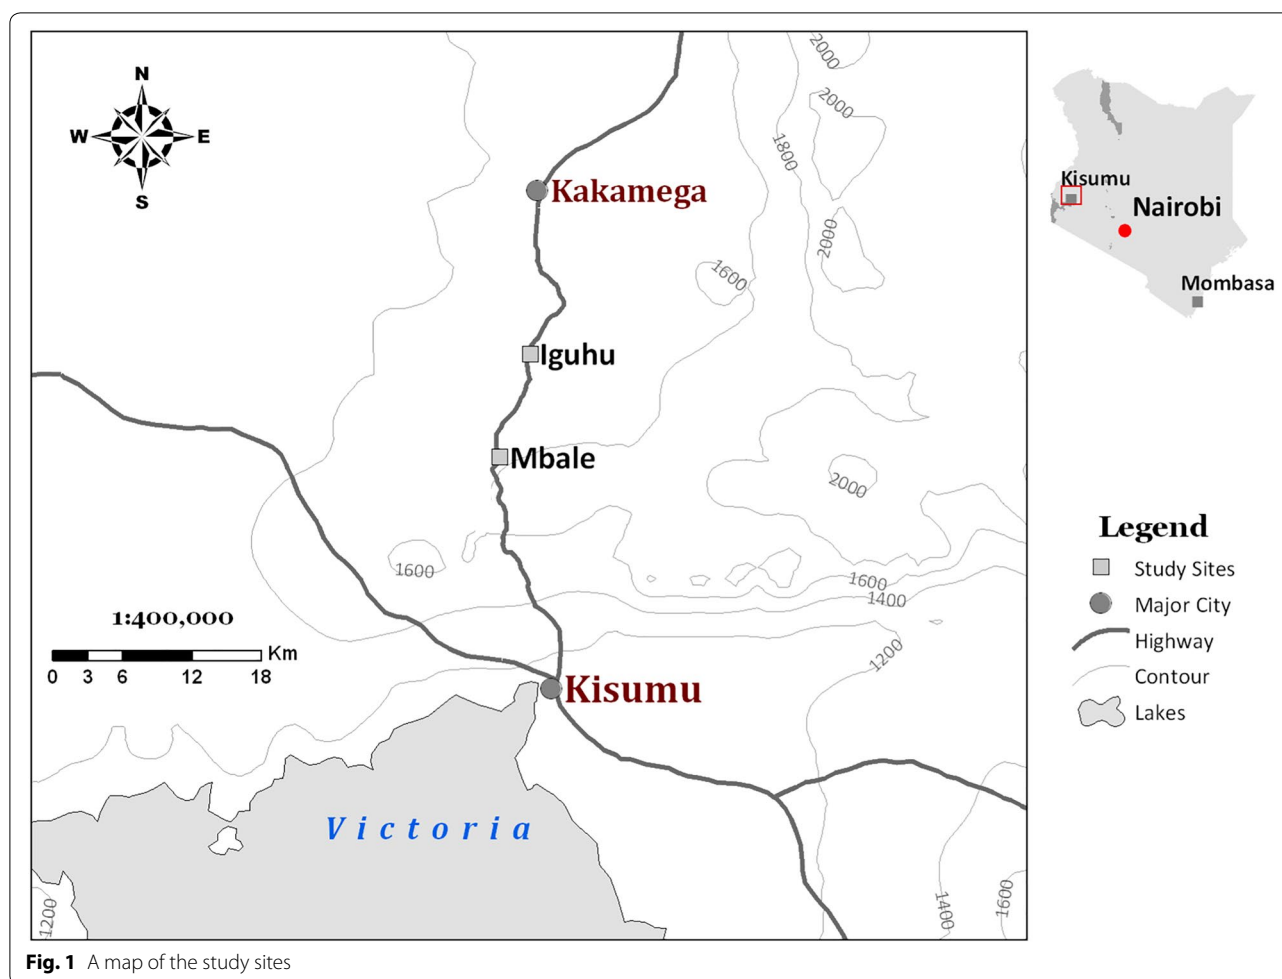 2000
2000
N
W E
S
1800
Kakamega
2000
1600
Iguhu
Mbale
2000
1600
1600
1400
1:400,000
Km
0 3 6 12 18
1200
Kisumu
Victoria
1200
1400
1600
Kisumu
Nairobi
Mombasa
Legend
Study Sites
Major City
Highway
Contour
Lakes
Fig. 1 A map of the study sites